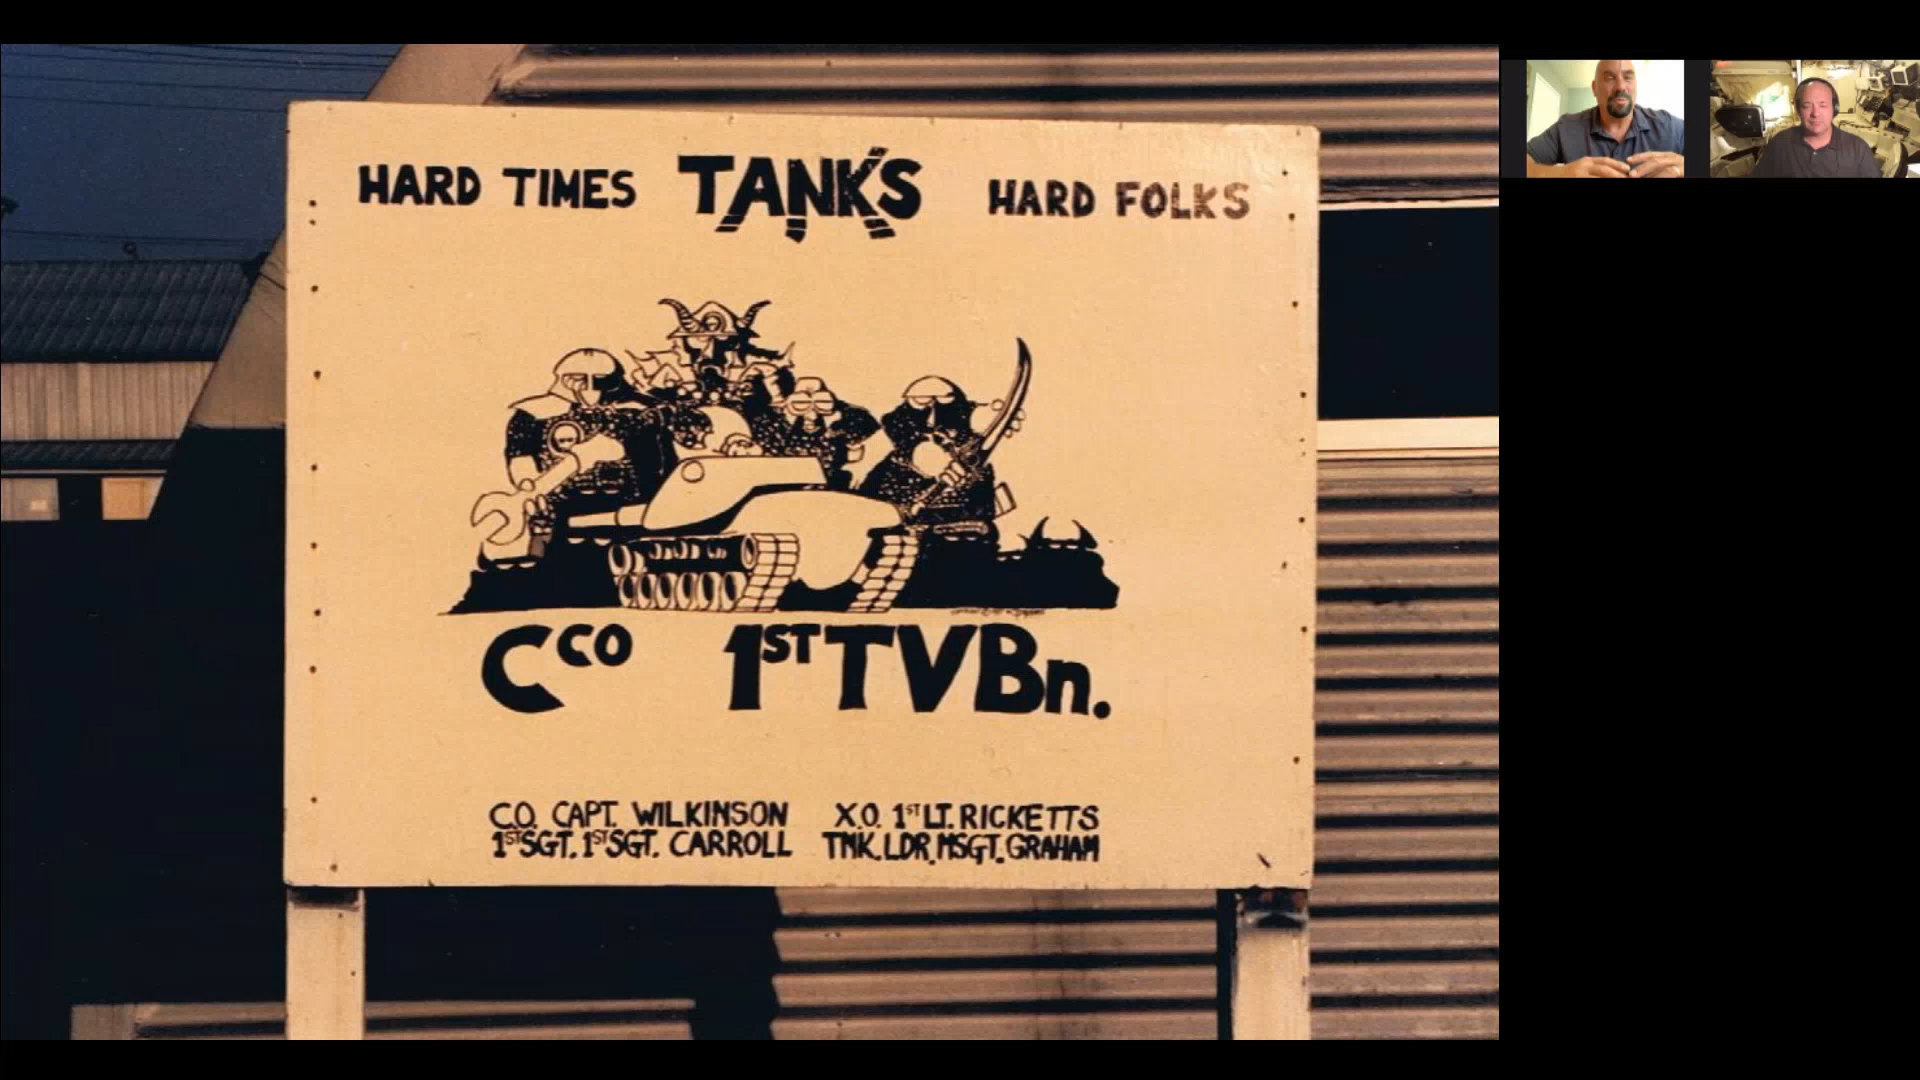 HARD TIMES TANKS HARD FOLKS
C CO 1ST TVBn.
C.O. CAPT. WILKINSON X.O. 1ST LT. RICKETTS
1ST SGT. 1ST SGT. CARROLL TNK. LDR. MSGT. GRAHAM